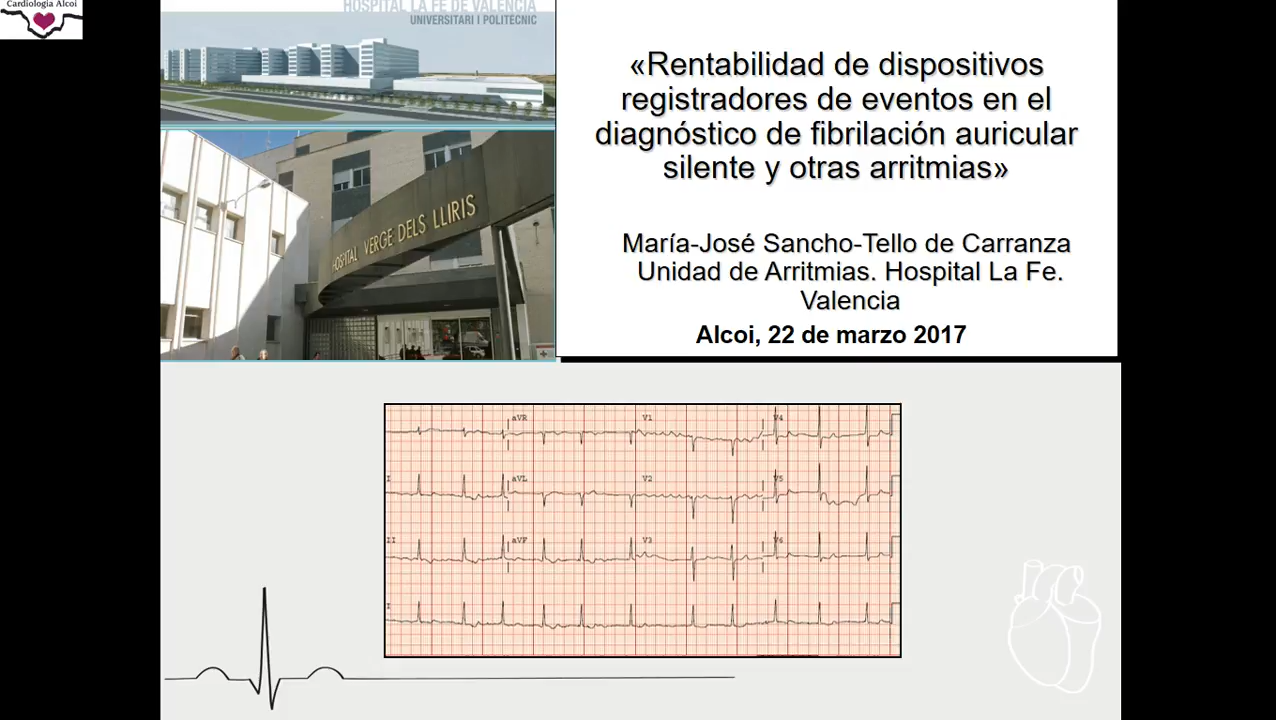 Cardiología Alcoi
HOSPITAL LA FE DE VALENCIA
UNIVERSITARI I POLITÈCNIC
HOSPITAL VERGE DELS LLIRIS
«Rentabilidad de dispositivos
registradores de eventos en el
diagnóstico de fibrilación auricular
silente y otras arritmias»
María-José Sancho-Tello de Carranza
Unidad de Arritmias. Hospital La Fe.
Valencia
Alcoi, 22 de marzo 2017
aVR V1 V4
I aVL V2 V5
II aVF V3 V6
I